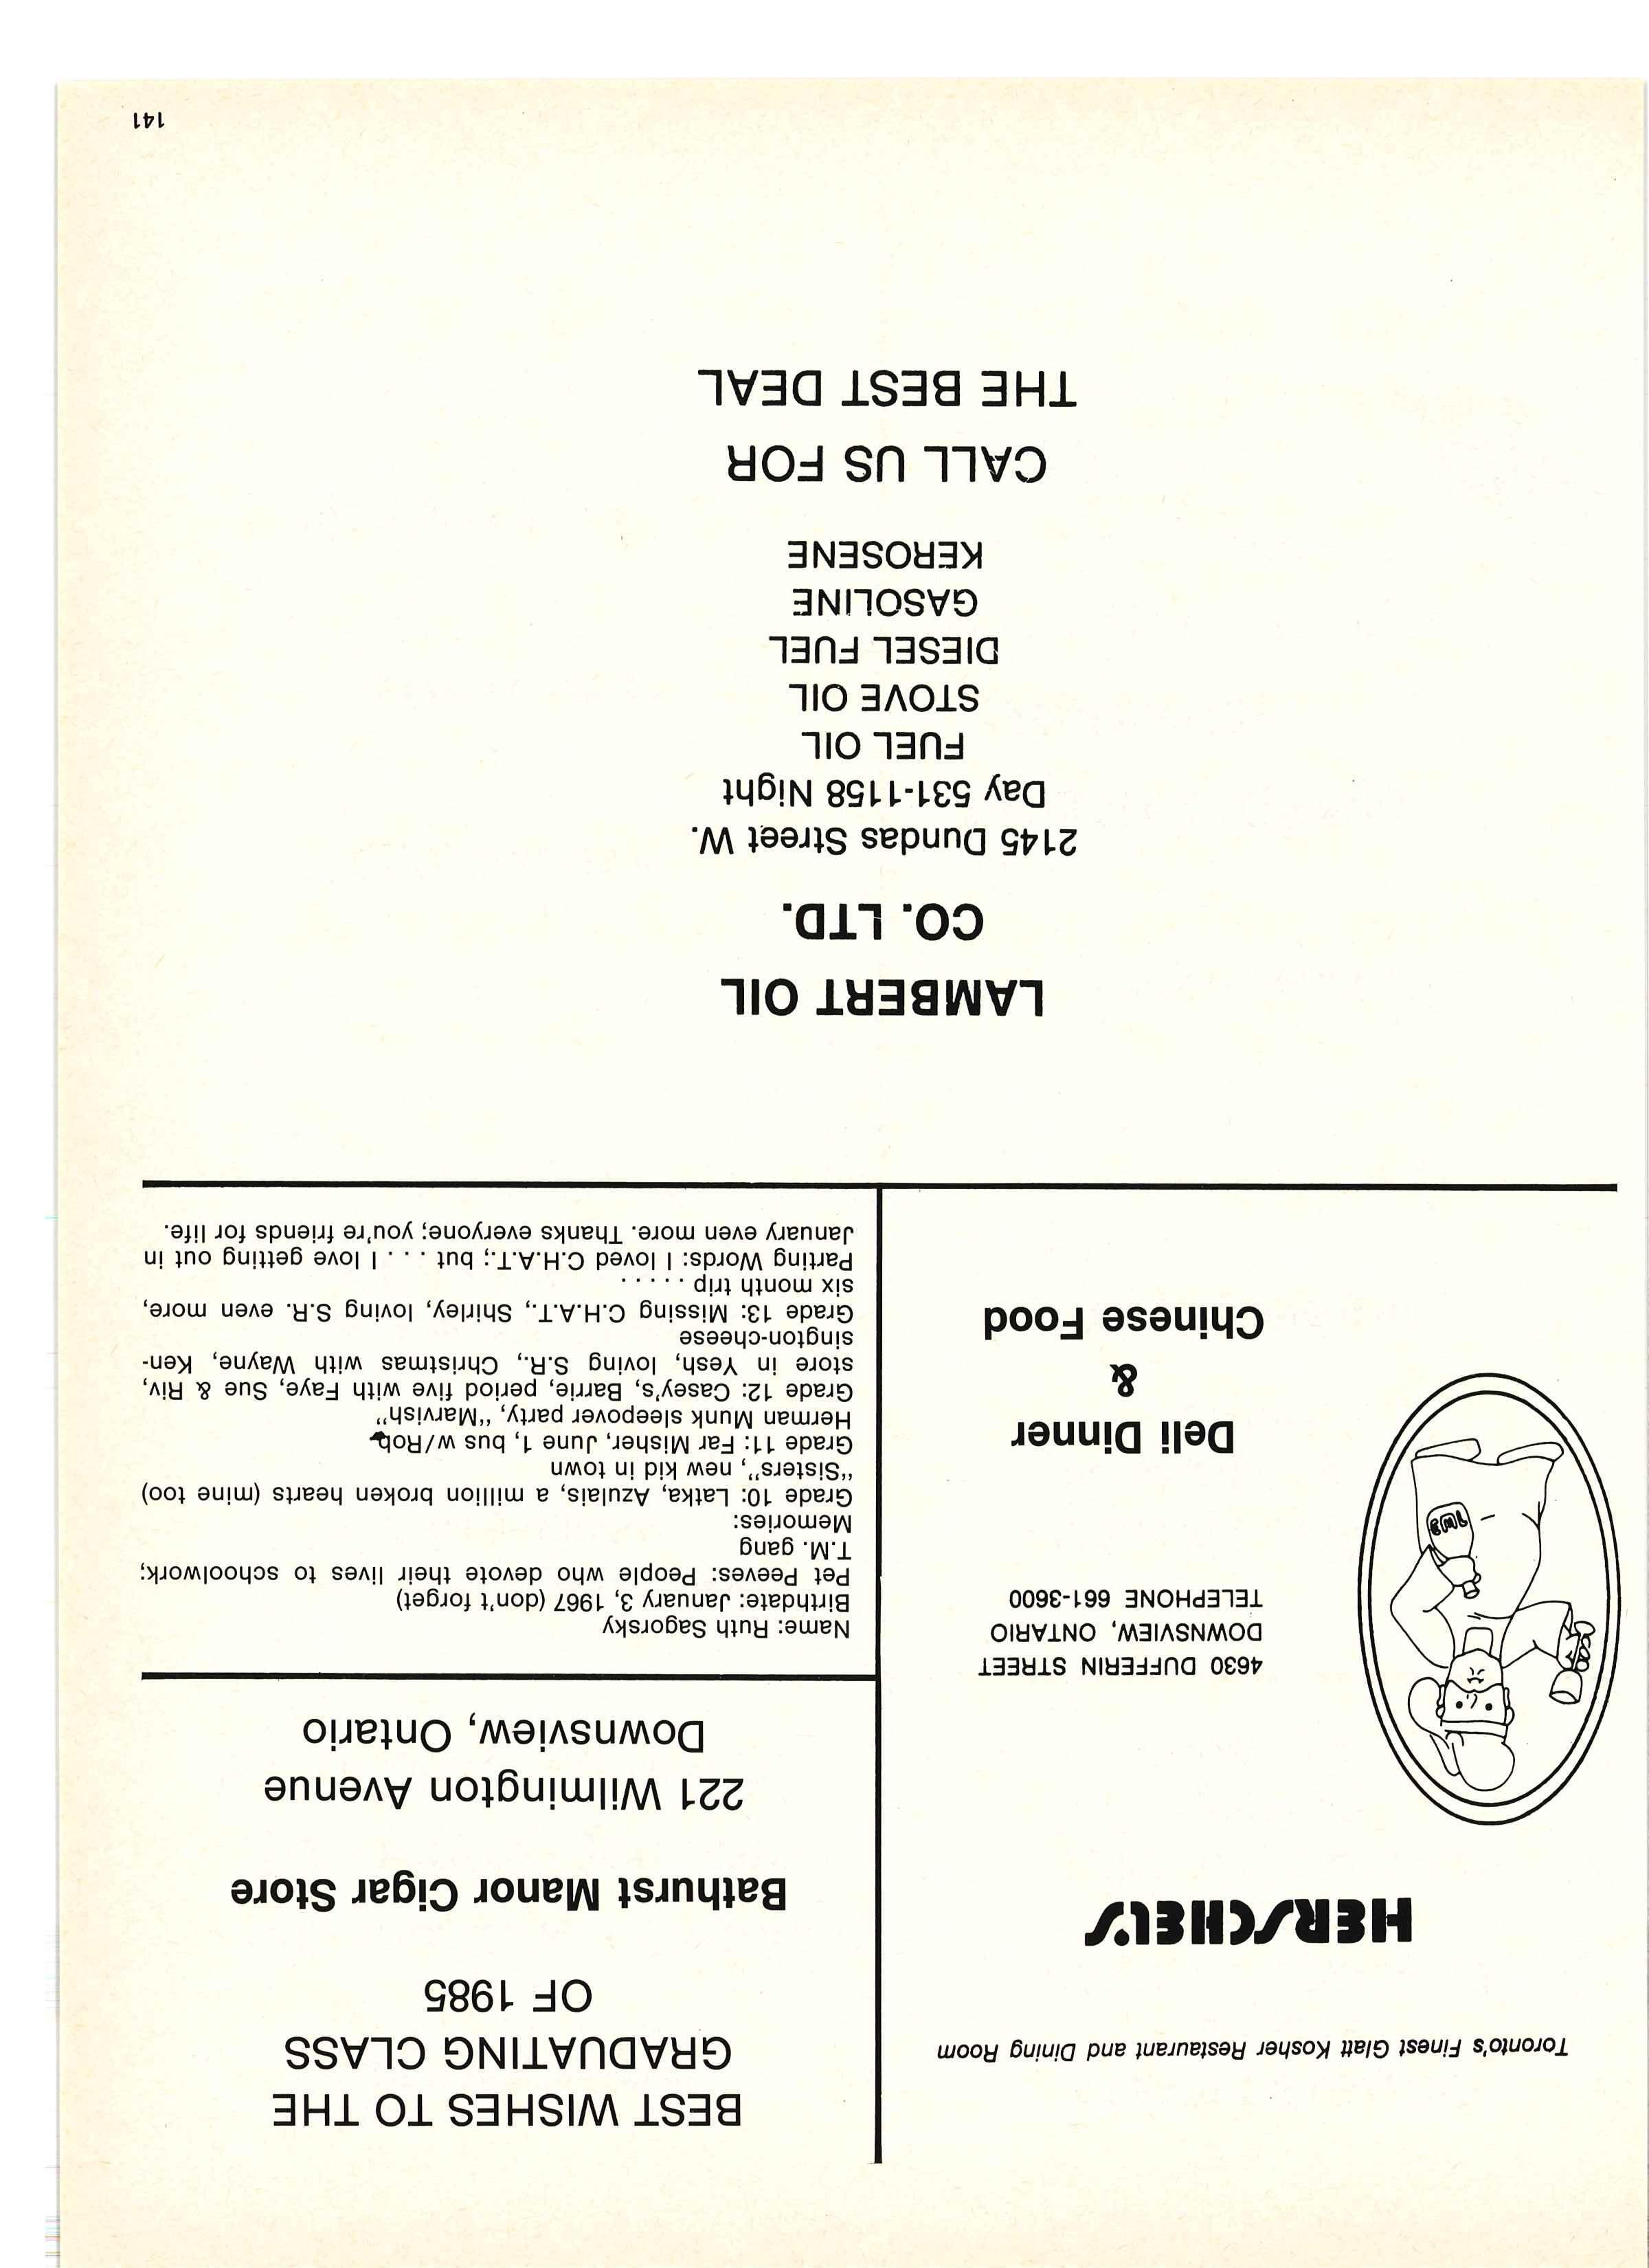 Toronto's Finest Glatt Kosher Restaurant and Dining Room
HERSCHEL'S
4630 DUFFERIN STREET
DOWNSVIEW, ONTARIO
TELEPHONE 661-3600
EML
Deli Dinner
&
Chinese Food
BEST WISHES TO THE
GRADUATING CLASS
OF 1985
Bathurst Manor Cigar Store
221 Wilmington Avenue
Downsview, Ontario
Name: Ruth Sagorsky
Birthdate: January 3, 1967 (don't forget)
Pet Peeves: People who devote their lives to schoolwork;
T.M. gang
Memories:
Grade 10: Latka, Azulais, a million broken hearts (mine too)
"Sisters", new kid in town
Grade 11: Far Misher, June 1, bus w/Rob
Herman Munk sleepover party, "Marvish"
Grade 12: Casey's, Barrie, period five with Faye, Sue & Riv,
store in Yesh, loving S.R., Christmas with Wayne, Ken-
sington-cheese
Grade 13: Missing C.H.A.T., Shirley, loving S.R. even more,
six month trip . . . . .
Parting Words: I loved C.H.A.T.; but . . . I love getting out in
January even more. Thanks everyone; you're friends for life.
LAMBERT OIL
CO. LTD.
2145 Dundas Street W.
Day 531-1158 Night
FUEL OIL
STOVE OIL
DIESEL FUEL
GASOLINE
KEROSENE
CALL US FOR
THE BEST DEAL
141